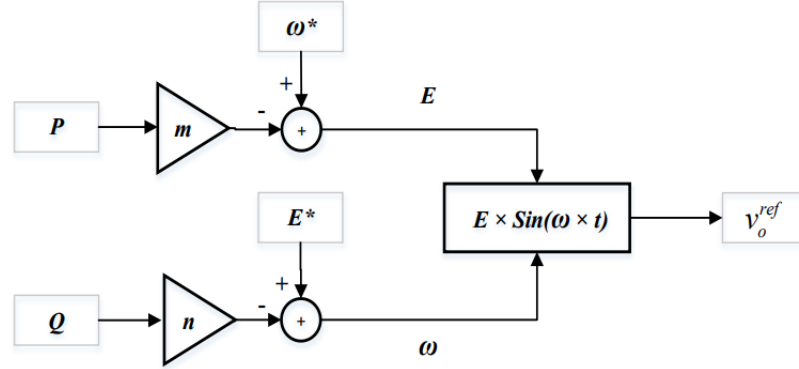 ω*
+
E
P
m
-
+
E × Sin(ω × t)
v_o^{ref}
E*
+
Q
n
-
+
ω